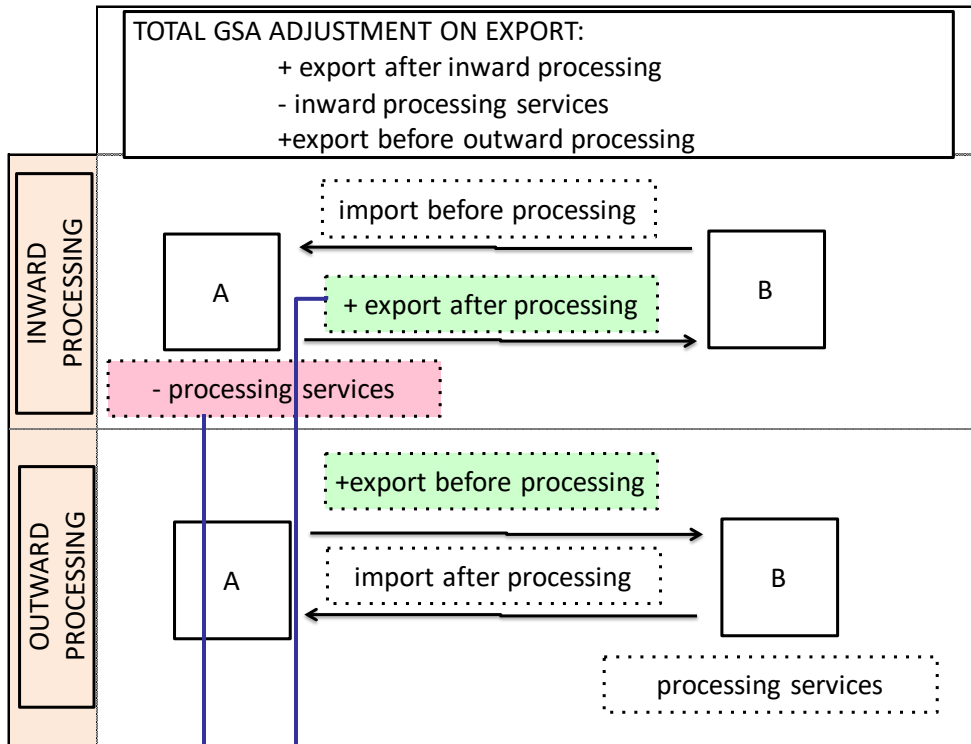 TOTAL GSA ADJUSTMENT ON EXPORT:
+ export after inward processing
- inward processing services
+export before outward processing
INWARD
PROCESSING
import before processing
A
B
+ export after processing
- processing services
OUTWARD
PROCESSING
+export before processing
A
B
import after processing
processing services